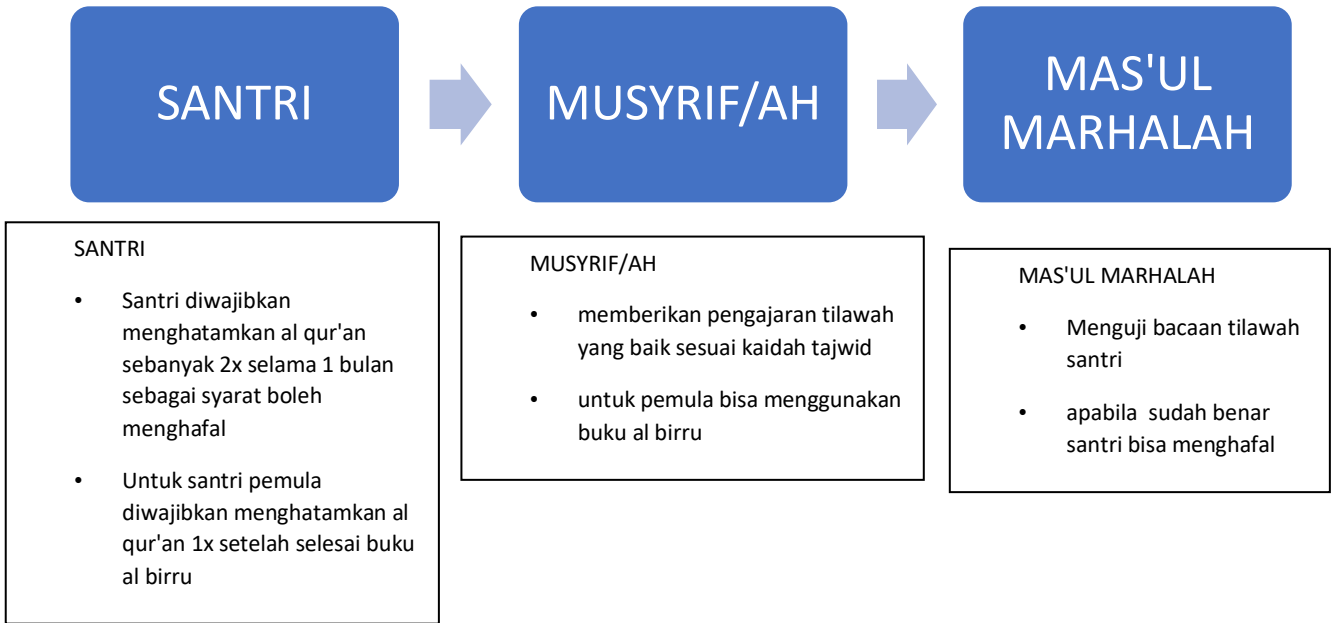 SANTRI
MUSYRIF/AH
MAS'UL
MARHALAH
SANTRI
• Santri diwajibkan
menghatamkan al qur'an
sebanyak 2x selama 1 bulan
sebagai syarat boleh
menghafal
• Untuk santri pemula
diwajibkan menghatamkan al
qur'an 1x setelah selesai buku
al birru
MUSYRIF/AH
• memberikan pengajaran tilawah
yang baik sesuai kaidah tajwid
• untuk pemula bisa menggunakan
buku al birru
MAS'UL MARHALAH
• Menguji bacaan tilawah
santri
• apabila sudah benar
santri bisa menghafal